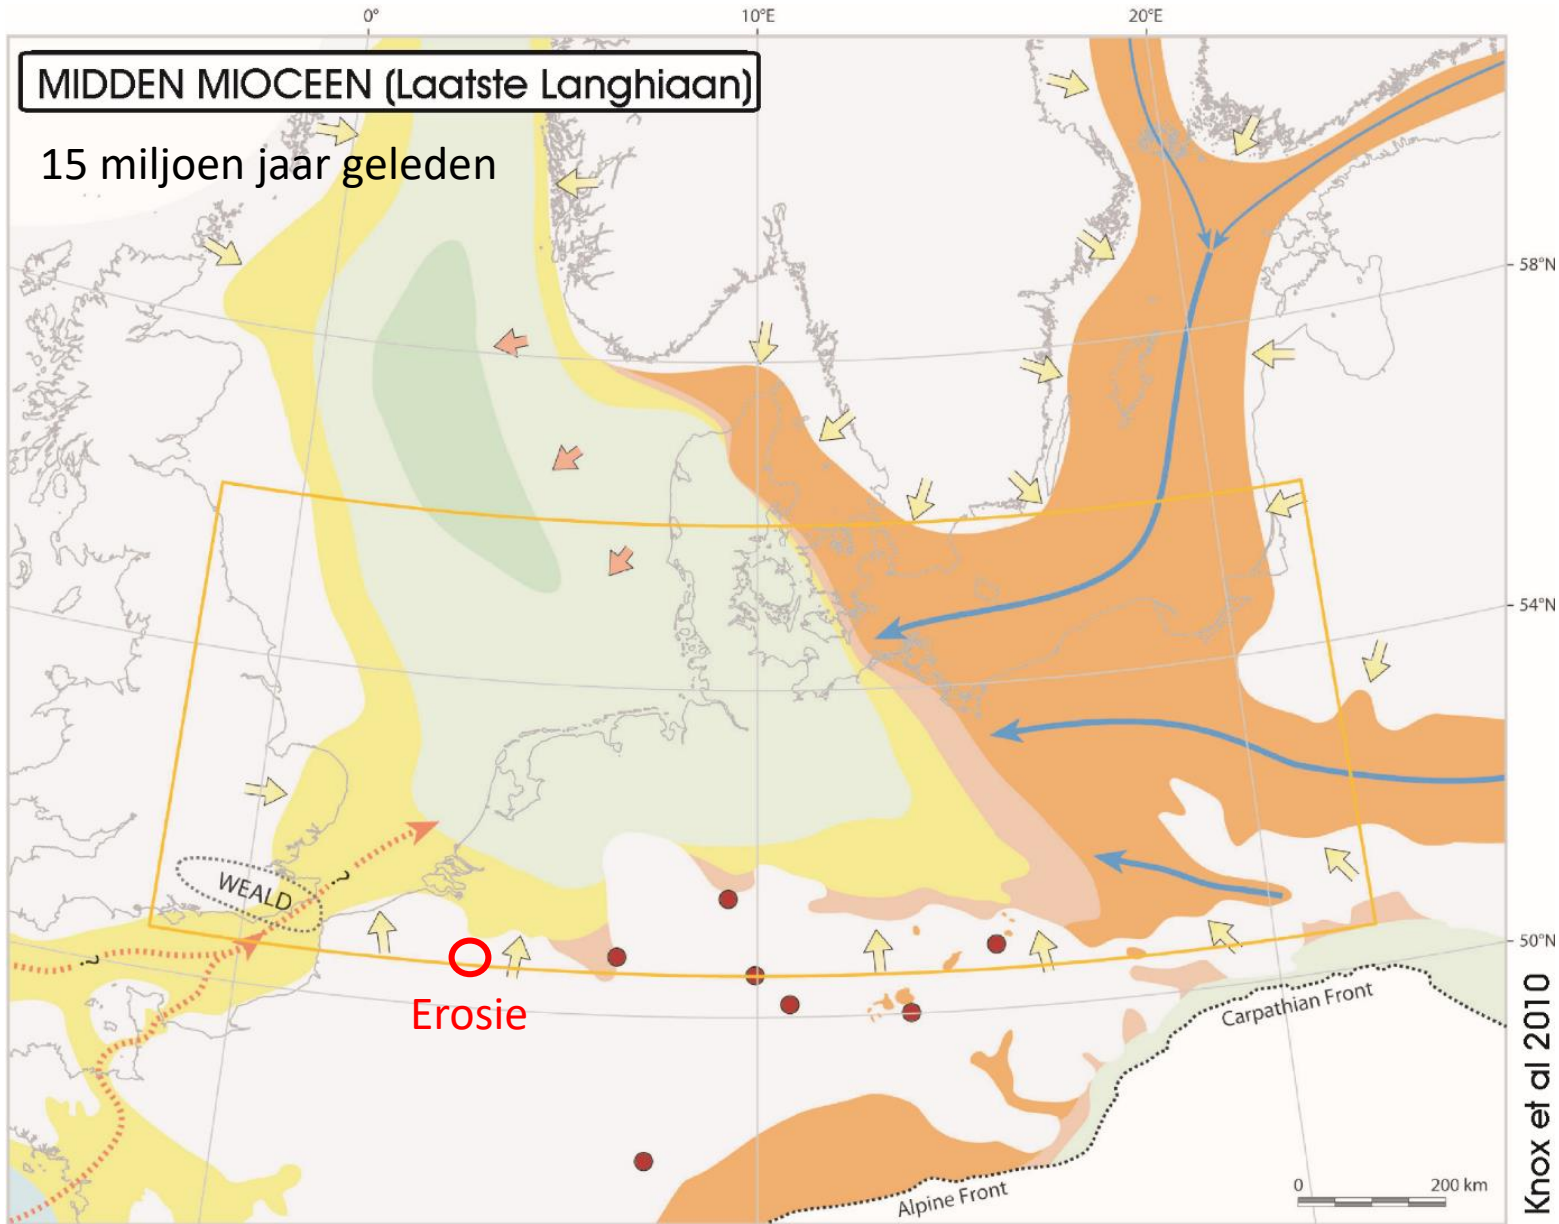 0°
10°E
20°E
MIDDEN MIOCEEN (Laatste Langhiaan)
15 miljoen jaar geleden
58°N
54°N
?
WEALD
?
50°N
Erosie
Carpathian Front
Alpine Front
0 200 km
Knox et al 2010